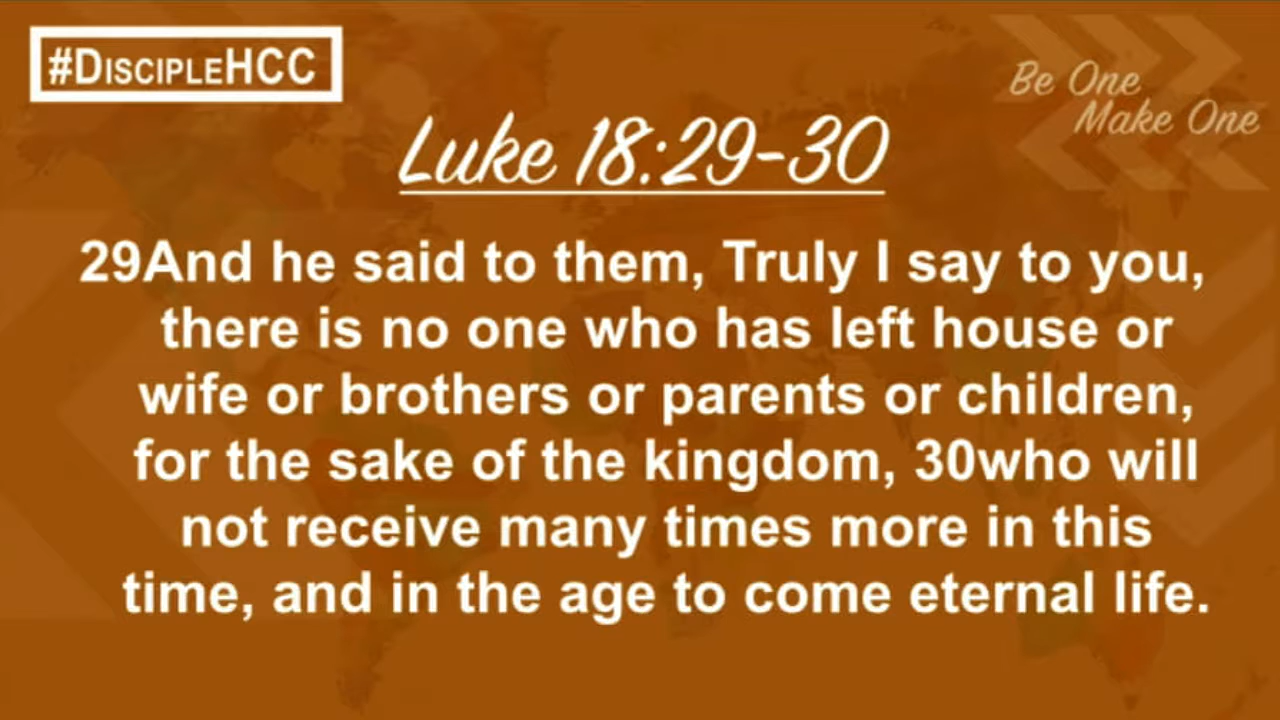 #DISCIPLEHCC
Be One
Make One
Luke 18:29-30
29And he said to them, Truly I say to you,
there is no one who has left house or
wife or brothers or parents or children,
for the sake of the kingdom, 30who will
not receive many times more in this
time, and in the age to come eternal life.